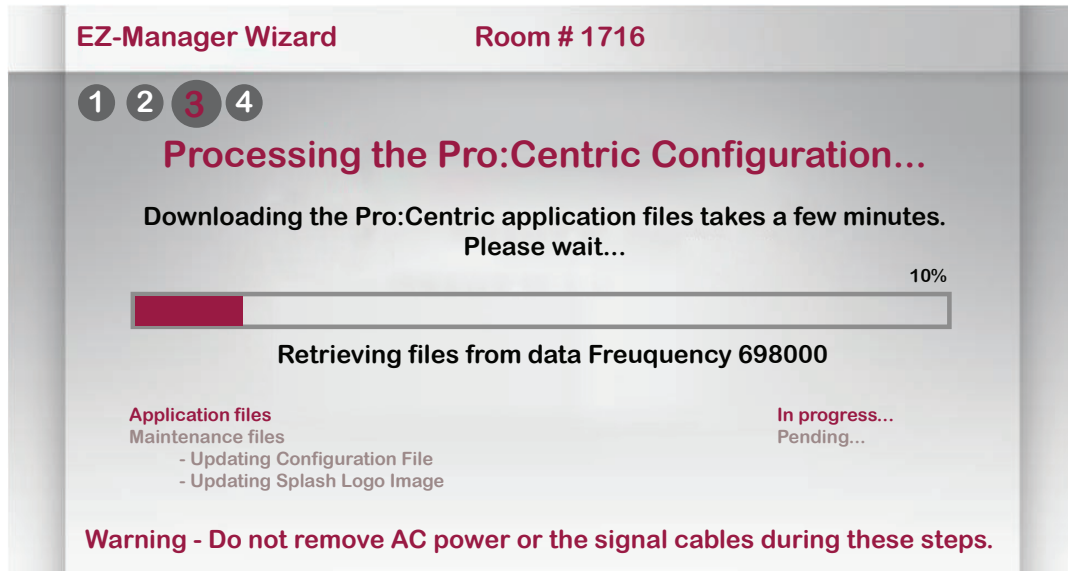 EZ-Manager Wizard Room # 1716
1 2 3 4
Processing the Pro:Centric Configuration...
Downloading the Pro:Centric application files takes a few minutes.
Please wait...
10%
Retrieving files from data Freuquency 698000
Application files In progress...
Maintenance files Pending...
- Updating Configuration File
- Updating Splash Logo Image
Warning - Do not remove AC power or the signal cables during these steps.